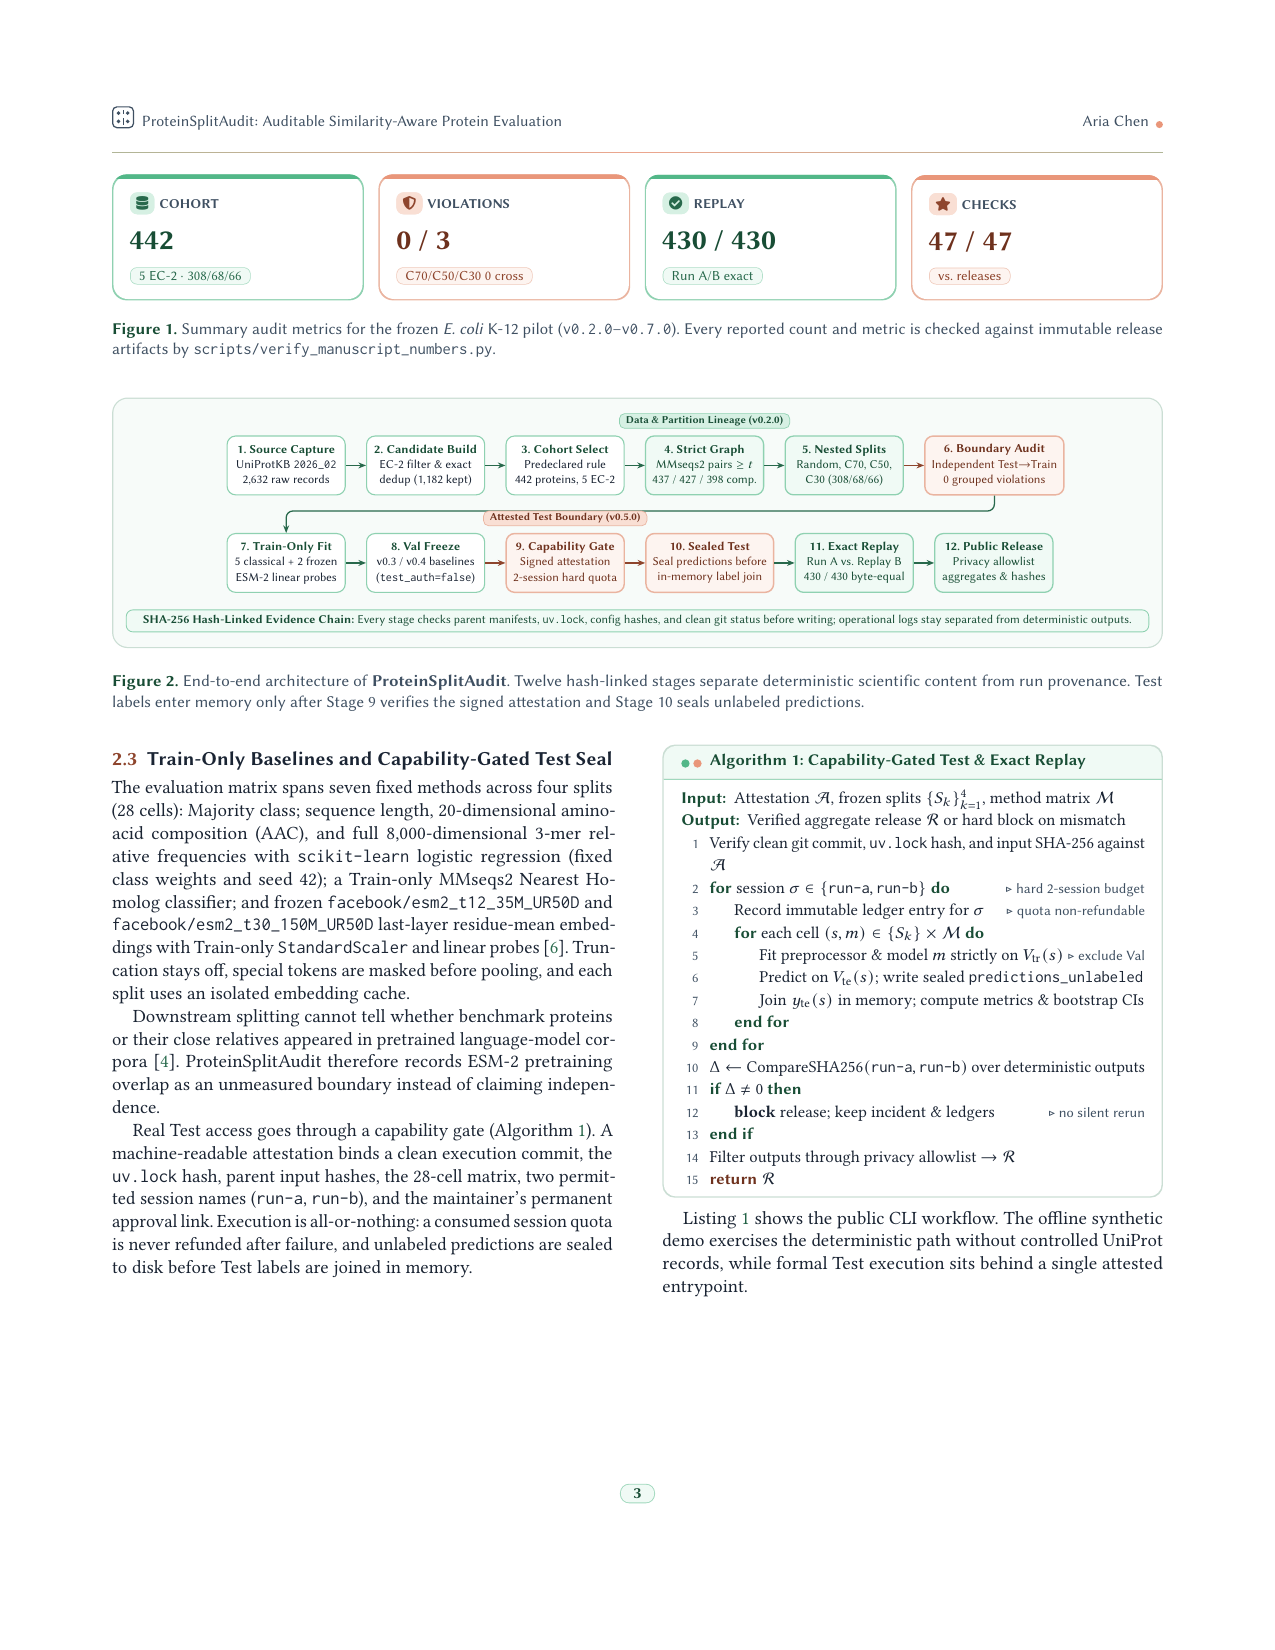 ProteinSplitAudit: Auditable Similarity-Aware Protein Evaluation
Aria Chen
COHORT
442
5 EC-2 · 308/68/66
VIOLATIONS
0 / 3
C70/C50/C30 0 cross
REPLAY
430 / 430
Run A/B exact
CHECKS
47 / 47
vs. releases
Figure 1. Summary audit metrics for the frozen E. coli K-12 pilot (v0.2.0–v0.7.0). Every reported count and metric is checked against immutable release
artifacts by scripts/verify_manuscript_numbers.py.
Data & Partition Lineage (v0.2.0)
1. Source Capture
UniProtKB 2026_02
2,632 raw records
2. Candidate Build
EC-2 filter & exact
dedup (1,182 kept)
3. Cohort Select
Predeclared rule
442 proteins, 5 EC-2
4. Strict Graph
MMseqs2 pairs ≥ t
437 / 427 / 398 comp.
5. Nested Splits
Random, C70, C50,
C30 (308/68/66)
6. Boundary Audit
Independent Test→Train
0 grouped violations
Attested Test Boundary (v0.5.0)
7. Train-Only Fit
5 classical + 2 frozen
ESM-2 linear probes
8. Val Freeze
v0.3 / v0.4 baselines
(test_auth=false)
9. Capability Gate
Signed attestation
2-session hard quota
10. Sealed Test
Seal predictions before
in-memory label join
11. Exact Replay
Run A vs. Replay B
430 / 430 byte-equal
12. Public Release
Privacy allowlist
aggregates & hashes
SHA-256 Hash-Linked Evidence Chain: Every stage checks parent manifests, uv.lock, config hashes, and clean git status before writing; operational logs stay separated from deterministic outputs.
Figure 2. End-to-end architecture of ProteinSplitAudit. Twelve hash-linked stages separate deterministic scientific content from run provenance. Test
labels enter memory only after Stage 9 verifies the signed attestation and Stage 10 seals unlabeled predictions.
2.3 Train-Only Baselines and Capability-Gated Test Seal
The evaluation matrix spans seven fixed methods across four splits
(28 cells): Majority class; sequence length, 20-dimensional amino-
acid composition (AAC), and full 8,000-dimensional 3-mer rel-
ative frequencies with scikit-learn logistic regression (fixed
class weights and seed 42); a Train-only MMseqs2 Nearest Ho-
molog classifier; and frozen facebook/esm2_t12_35M_UR50D and
facebook/esm2_t30_150M_UR50D last-layer residue-mean embed-
dings with Train-only StandardScaler and linear probes [6]. Trun-
cation stays off, special tokens are masked before pooling, and each
split uses an isolated embedding cache.
Downstream splitting cannot tell whether benchmark proteins
or their close relatives appeared in pretrained language-model cor-
pora [4]. ProteinSplitAudit therefore records ESM-2 pretraining
overlap as an unmeasured boundary instead of claiming indepen-
dence.
Real Test access goes through a capability gate (Algorithm 1). A
machine-readable attestation binds a clean execution commit, the
uv.lock hash, parent input hashes, the 28-cell matrix, two permit-
ted session names (run-a, run-b), and the maintainer's permanent
approval link. Execution is all-or-nothing: a consumed session quota
is never refunded after failure, and unlabeled predictions are sealed
to disk before Test labels are joined in memory.
Algorithm 1: Capability-Gated Test & Exact Replay
Input: Attestation 𝒜, frozen splits {S_k}_{k=1}^4, method matrix ℳ
Output: Verified aggregate release ℛ or hard block on mismatch
1 Verify clean git commit, uv.lock hash, and input SHA-256 against
𝒜
2 for session σ ∈ {run-a, run-b} do ▹ hard 2-session budget
3 Record immutable ledger entry for σ ▹ quota non-refundable
4 for each cell (s, m) ∈ {S_k} × ℳ do
5 Fit preprocessor & model m strictly on V_tr(s) ▹ exclude Val
6 Predict on V_te(s); write sealed predictions_unlabeled
7 Join y_te(s) in memory; compute metrics & bootstrap CIs
8 end for
9 end for
10 Δ ← CompareSHA256(run-a, run-b) over deterministic outputs
11 if Δ ≠ 0 then
12 block release; keep incident & ledgers ▹ no silent rerun
13 end if
14 Filter outputs through privacy allowlist → ℛ
15 return ℛ
Listing 1 shows the public CLI workflow. The offline synthetic
demo exercises the deterministic path without controlled UniProt
records, while formal Test execution sits behind a single attested
entrypoint.
3